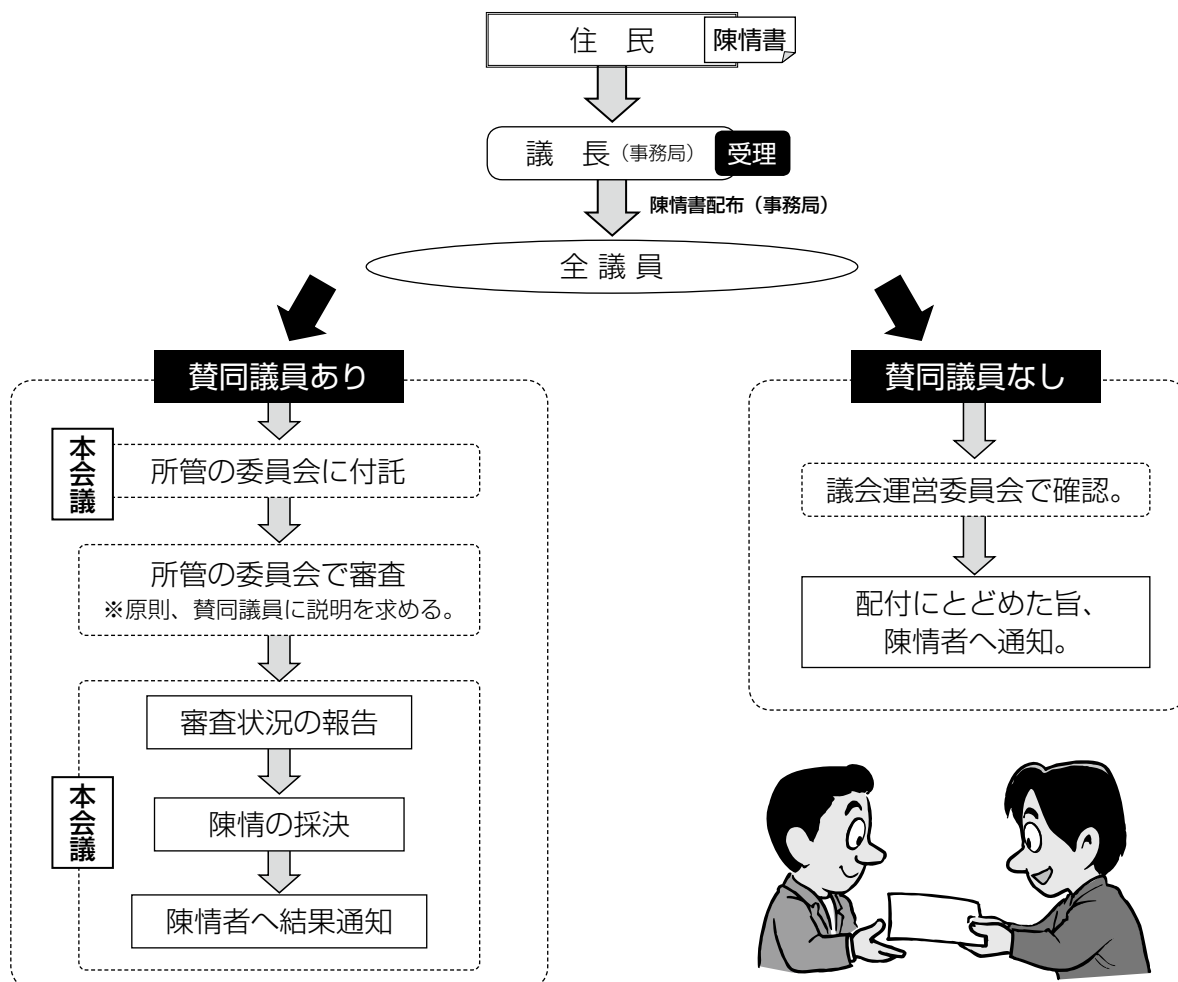 住　民
陳情書
議　長（事務局）
受理
陳情書配布（事務局）
全議員
賛同議員あり
本会議
所管の委員会に付託
所管の委員会で審査
※原則、賛同議員に説明を求める。
本会議
審査状況の報告
陳情の採決
陳情者へ結果通知
賛同議員なし
議会運営委員会で確認。
配付にとどめた旨、
陳情者へ通知。